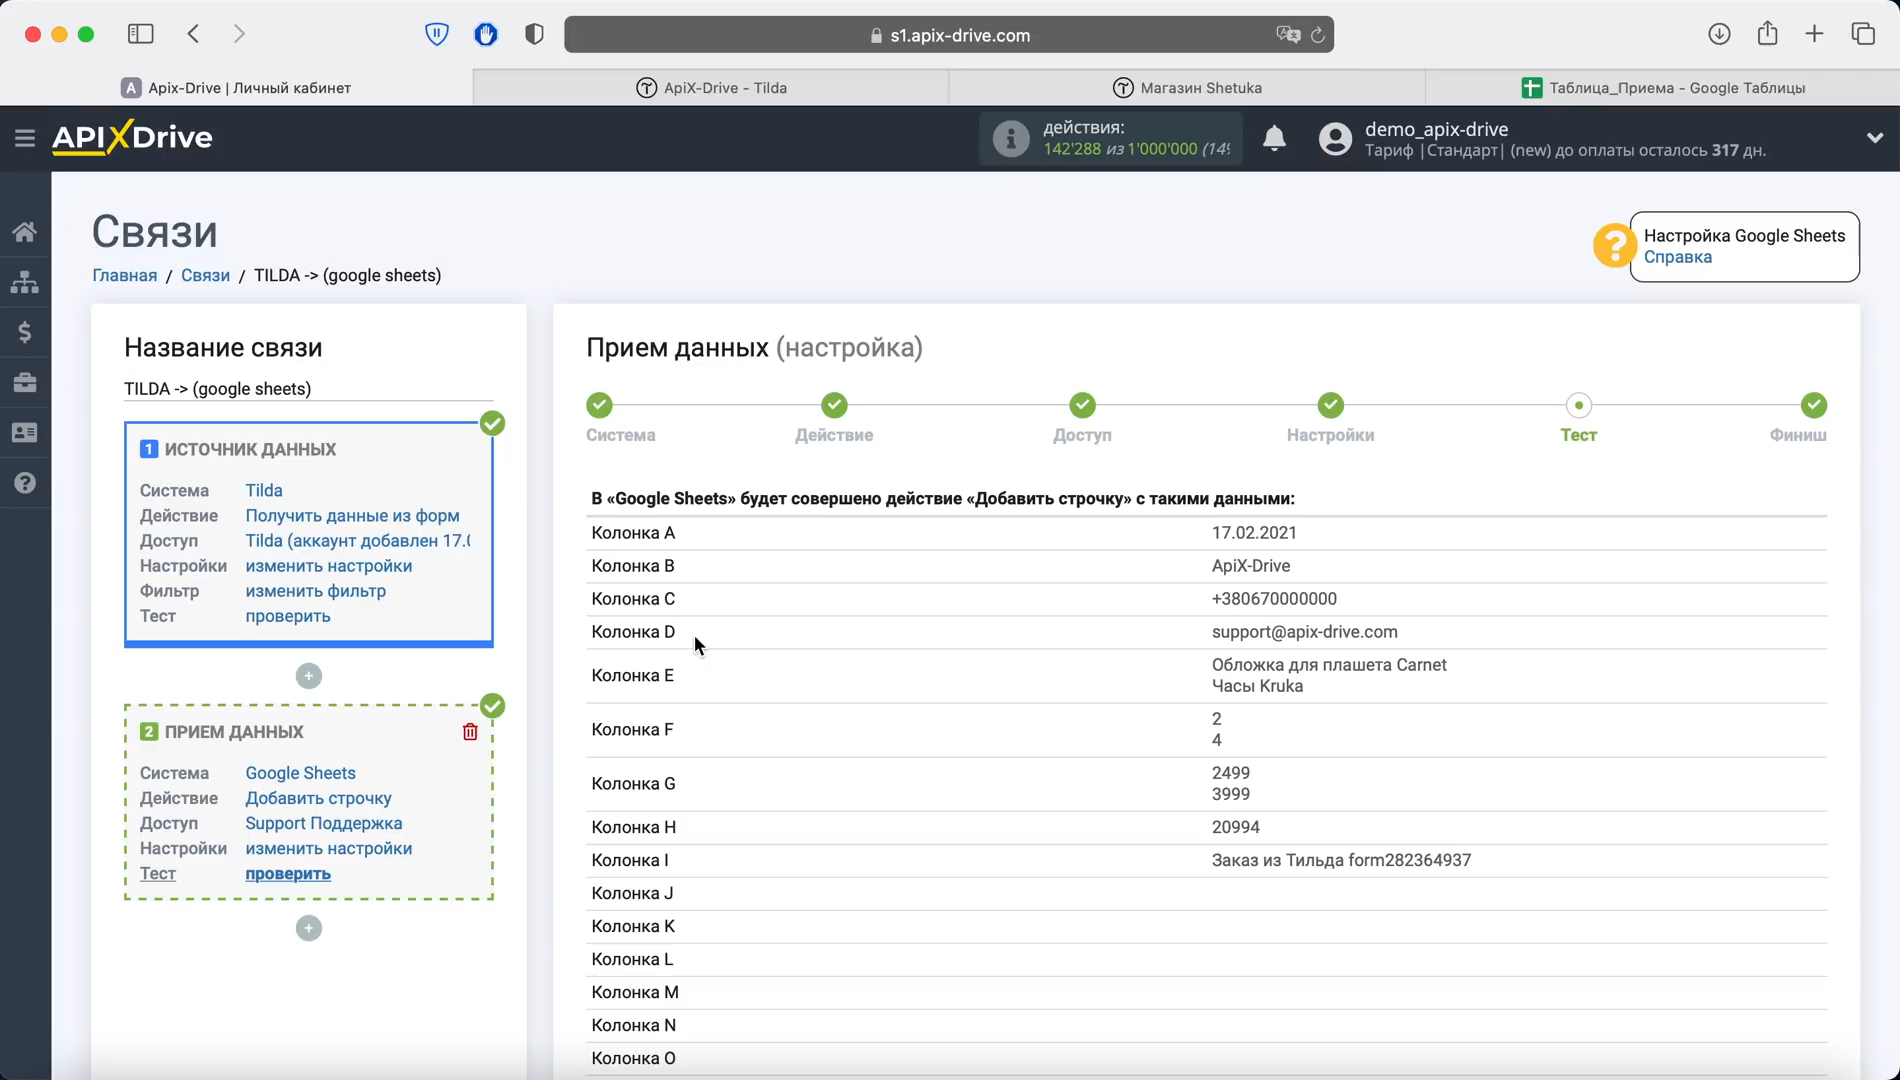 s1.apix-drive.com
Apix-Drive | Личный кабинет
ApiX-Drive - Tilda
Магазин Shetuka
Таблица_Приема - Google Таблицы
APIXDrive
действия:
142'288 из 1'000'000 (14%
demo_apix-drive
Тариф |Стандарт| (new) до оплаты осталось 317 дн.
Связи
Главная / Связи / TILDA -> (google sheets)
Настройка Google Sheets
Справка
Название связи
TILDA -> (google sheets)
1 ИСТОЧНИК ДАННЫХ
Система Tilda
Действие Получить данные из форм
Доступ Tilda (аккаунт добавлен 17.0
Настройки изменить настройки
Фильтр изменить фильтр
Тест проверить
2 ПРИЕМ ДАННЫХ
Система Google Sheets
Действие Добавить строчку
Доступ Support Поддержка
Настройки изменить настройки
Тест проверить
Прием данных (настройка)
Система
Действие
Доступ
Настройки
Тест
Финиш
В «Google Sheets» будет совершено действие «Добавить строчку» с такими данными:
Колонка A 17.02.2021
Колонка B ApiX-Drive
Колонка C +380670000000
Колонка D support@apix-drive.com
Колонка E Обложка для плашета Carnet
Часы Kruka
Колонка F 2
4
Колонка G 2499
3999
Колонка H 20994
Колонка I Заказ из Тильда form282364937
Колонка J
Колонка K
Колонка L
Колонка M
Колонка N
Колонка O